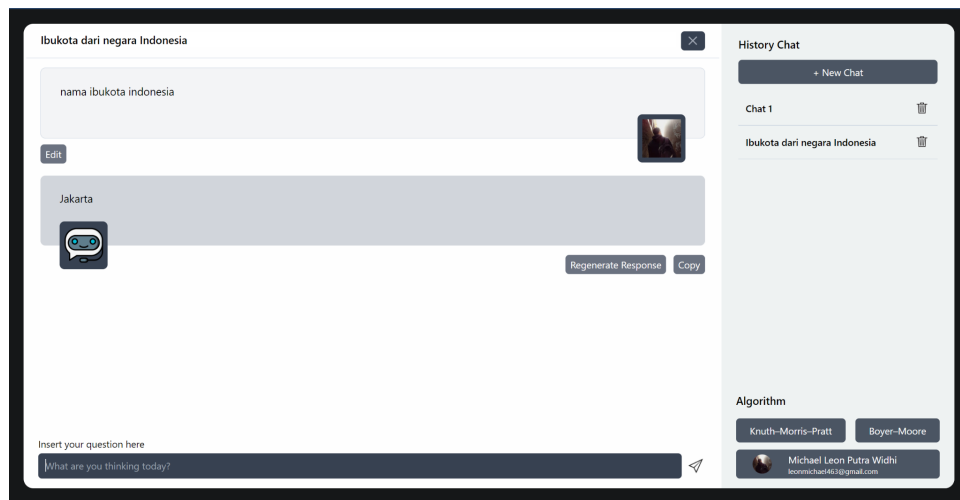 Ibukota dari negara Indonesia
nama ibukota indonesia
Edit
Jakarta
Regenerate Response
Copy
Insert your question here
What are you thinking today?
History Chat
+ New Chat
Chat 1
Ibukota dari negara Indonesia
Algorithm
Knuth–Morris–Pratt
Boyer–Moore
Michael Leon Putra Widhi
leonmichael463@gmail.com